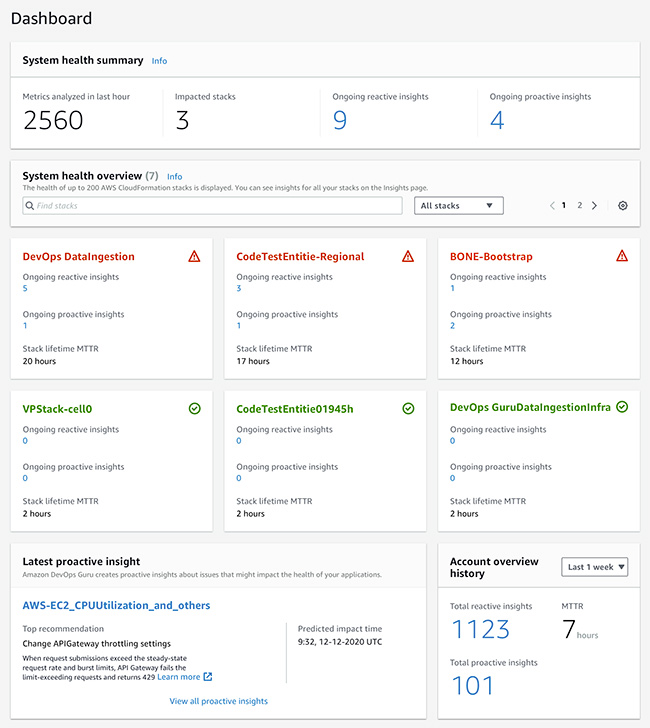 Dashboard
System health summary Info
Metrics analyzed in last hour
2560
Impacted stacks
3
Ongoing reactive insights
9
Ongoing proactive insights
4
System health overview (7) Info
The health of up to 200 AWS CloudFormation stacks is displayed. You can see insights for all your stacks on the Insights page.
Find stacks
All stacks
1 2
DevOps DataIngestion
Ongoing reactive insights
5
Ongoing proactive insights
1
Stack lifetime MTTR
20 hours
CodeTestEntitie-Regional
Ongoing reactive insights
3
Ongoing proactive insights
1
Stack lifetime MTTR
17 hours
BONE-Bootstrap
Ongoing reactive insights
1
Ongoing proactive insights
2
Stack lifetime MTTR
12 hours
VPStack-cell0
Ongoing reactive insights
0
Ongoing proactive insights
0
Stack lifetime MTTR
2 hours
CodeTestEntitie01945h
Ongoing reactive insights
0
Ongoing proactive insights
0
Stack lifetime MTTR
2 hours
DevOps GuruDataIngestionInfra
Ongoing reactive insights
0
Ongoing proactive insights
0
Stack lifetime MTTR
2 hours
Latest proactive insight
Amazon DevOps Guru creates proactive insights about issues that might impact the health of your applications.
AWS-EC2_CPUUtilization_and_others
Top recommendation
Change APIGateway throttling settings
When request submissions exceed the steady-state
request rate and burst limits, API Gateway fails the
limit-exceeding requests and returns 429 Learn more
Predicted impact time
9:32, 12-12-2020 UTC
View all proactive insights
Account overview
history
Last 1 week
Total reactive insights
1123
MTTR
7 hours
Total proactive insights
101